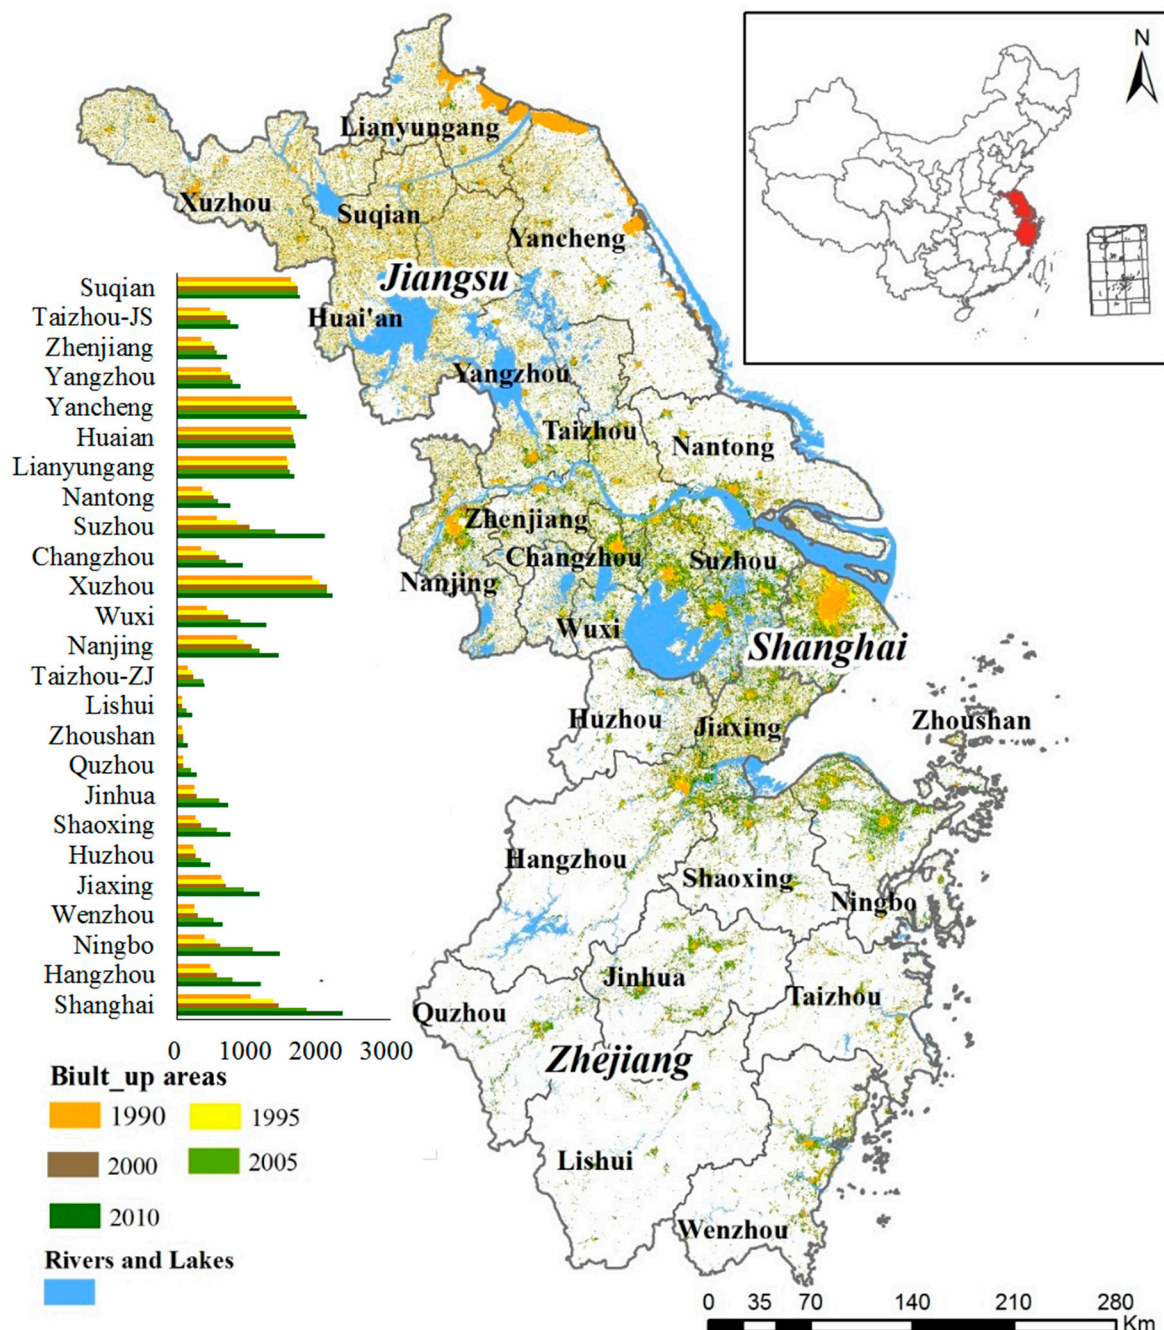 N
Lianyungang
Xuzhou
Suqian
Yancheng
Jiangsu
Huai'an
Yangzhou
Taizhou
Nantong
Zhenjiang
Changzhou
Suzhou
Nanjing
Wuxi
Shanghai
Huzhou
Jiaxing
Zhoushan
Hangzhou
Shaoxing
Ningbo
Jinhua
Taizhou
Quzhou
Zhejiang
Lishui
Wenzhou
Suqian
Taizhou-JS
Zhenjiang
Yangzhou
Yancheng
Huaian
Lianyungang
Nantong
Suzhou
Changzhou
Xuzhou
Wuxi
Nanjing
Taizhou-ZJ
Lishui
Zhoushan
Quzhou
Jinhua
Shaoxing
Huzhou
Jiaxing
Wenzhou
Ningbo
Hangzhou
Shanghai
0 1000 2000 3000
Biult_up areas
1990 1995
2000 2005
2010
Rivers and Lakes
0 35 70 140 210 280
Km